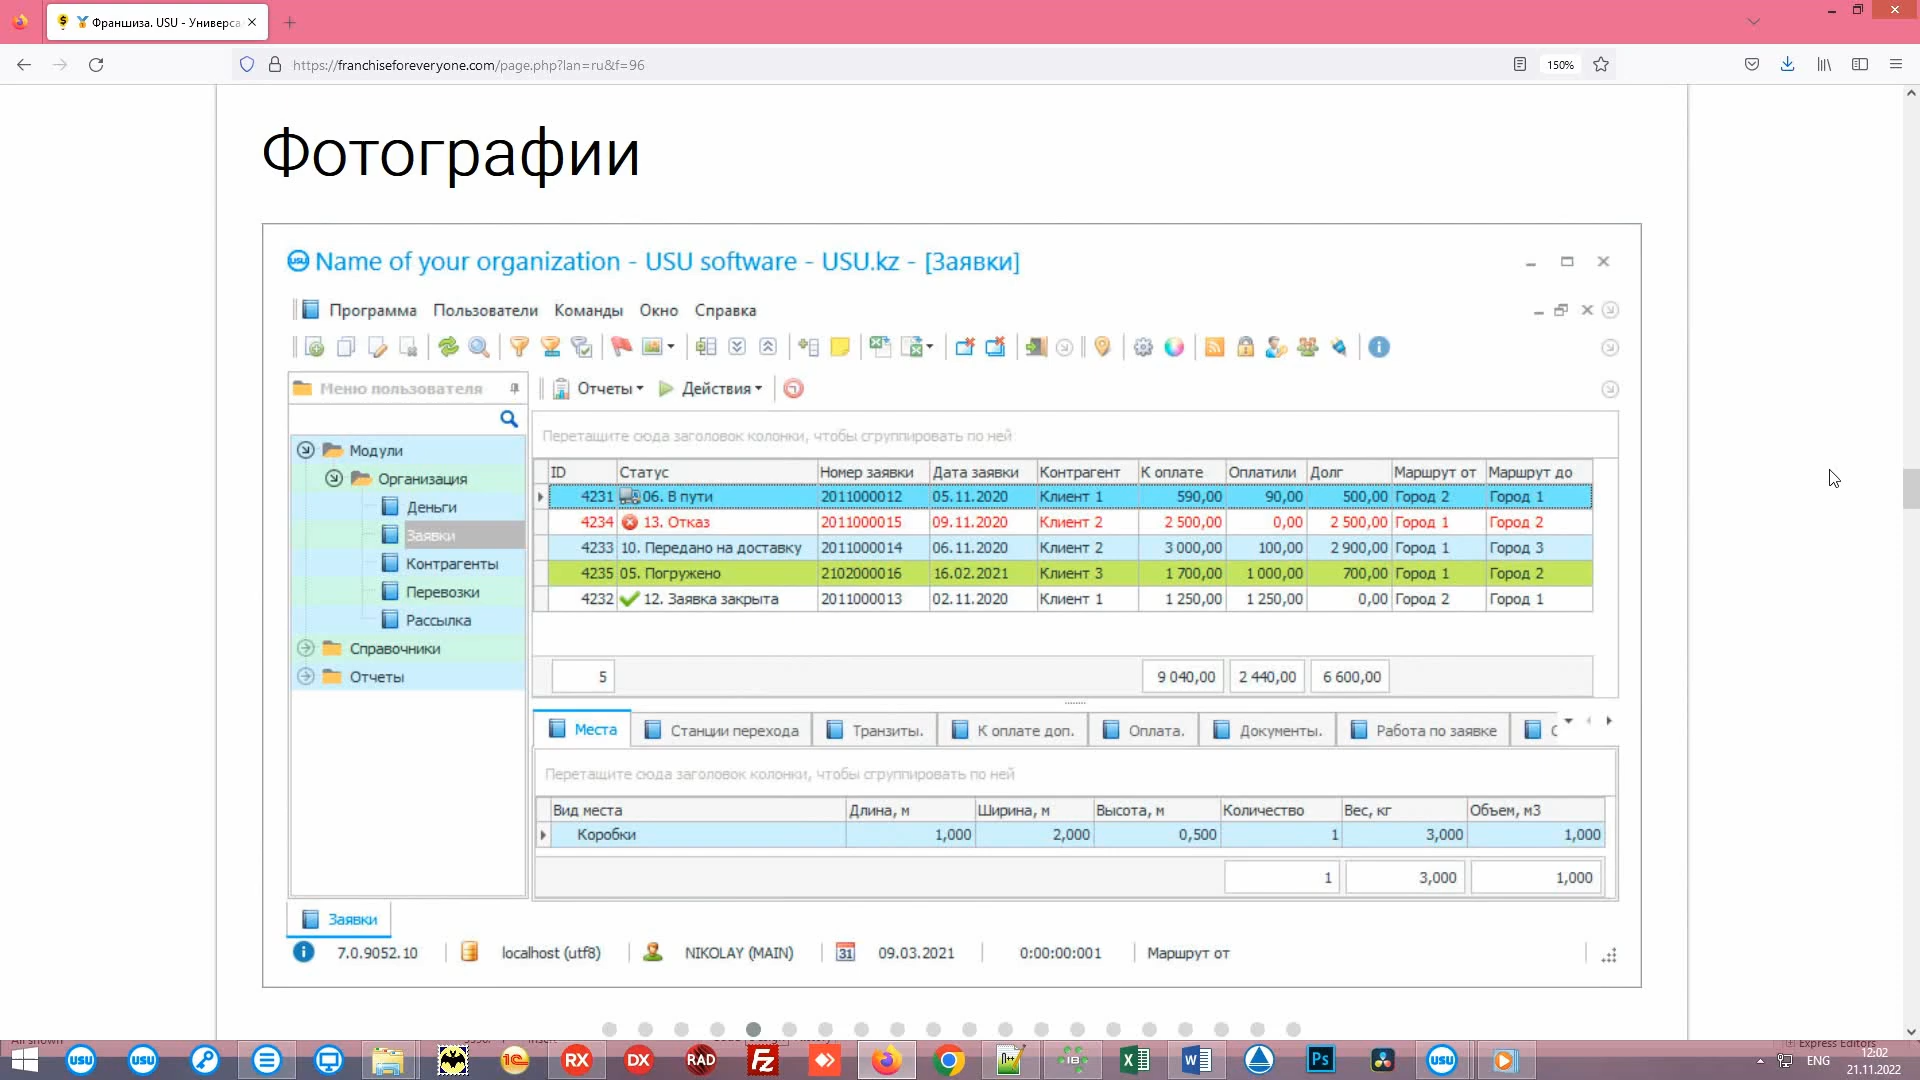 Франшиза. USU - Универса
https://franchiseforeveryone.com/page.php?lan=ru&f=96
150%
Фотографии
USU Name of your organization - USU software - USU.kz - [Заявки]
Программа Пользователи Команды Окно Справка
Меню пользователя
Отчеты Действия
Перетащите сюда заголовок колонки, чтобы сгруппировать по ней
Модули
Организация
Деньги
Заявки
Контрагенты
Перевозки
Рассылка
Справочники
Отчеты
ID Статус Номер заявки Дата заявки Контрагент К оплате Оплатили Долг Маршрут от Маршрут до
4231 06. В пути 2011000012 05.11.2020 Клиент 1 590,00 90,00 500,00 Город 2 Город 1
4234 13. Отказ 2011000015 09.11.2020 Клиент 2 2 500,00 0,00 2 500,00 Город 1 Город 2
4233 10. Передано на доставку 2011000014 06.11.2020 Клиент 2 3 000,00 100,00 2 900,00 Город 1 Город 3
4235 05. Погружено 2102000016 16.02.2021 Клиент 3 1 700,00 1 000,00 700,00 Город 1 Город 2
4232 12. Заявка закрыта 2011000013 02.11.2020 Клиент 1 1 250,00 1 250,00 0,00 Город 2 Город 1
5 9 040,00 2 440,00 6 600,00
Места Станции перехода Транзиты. К оплате доп. Оплата. Документы. Работа по заявке
Перетащите сюда заголовок колонки, чтобы сгруппировать по ней
Вид места Длина, м Ширина, м Высота, м Количество Вес, кг Объем, м3
Коробки 1,000 2,000 0,500 1 3,000 1,000
1 3,000 1,000
Заявки
7.0.9052.10 localhost (utf8) NIKOLAY (MAIN) 31 09.03.2021 0:00:00:001 Маршрут от
Express Editors
USU USU 1C RX DX RAD FZ IB Ps USU
ENG 12:02
21.11.2022